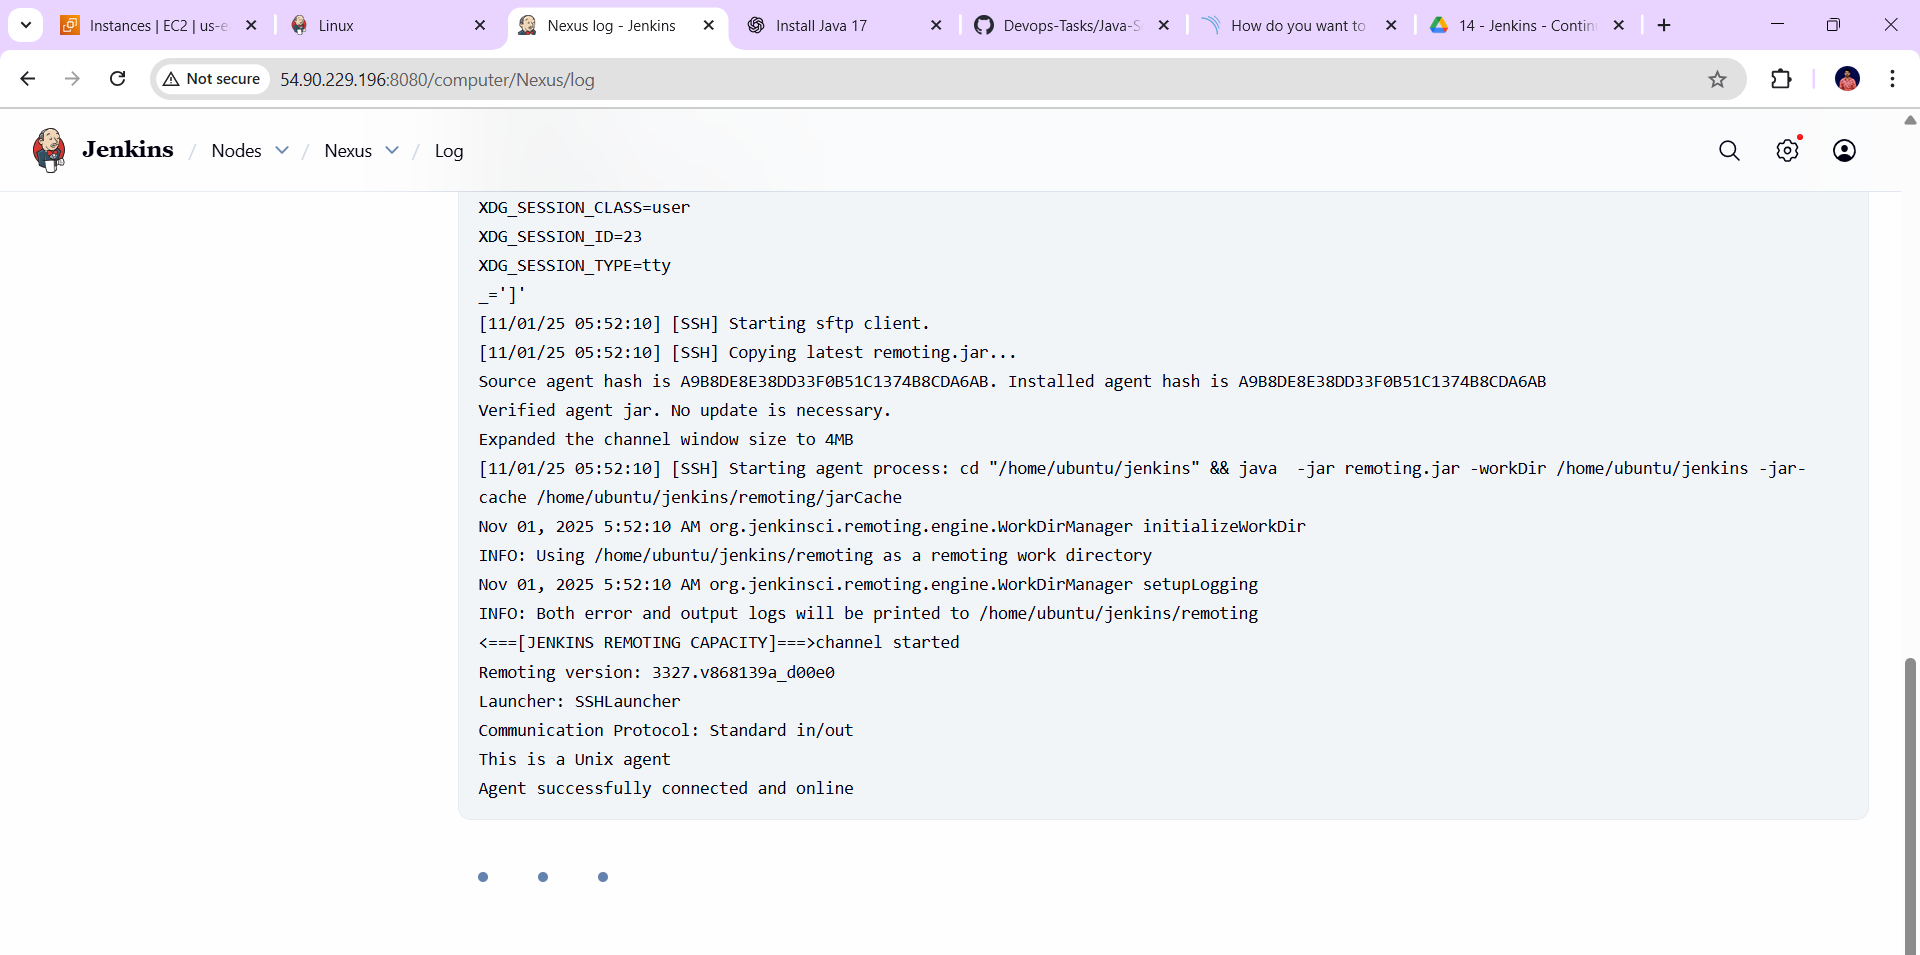 Instances | EC2 | us-e
Linux
Nexus log - Jenkins
Install Java 17
Devops-Tasks/Java-S
How do you want to
14 - Jenkins - Contin
Not secure
54.90.229.196:8080/computer/Nexus/log
Jenkins / Nodes / Nexus / Log
XDG_SESSION_CLASS=user
XDG_SESSION_ID=23
XDG_SESSION_TYPE=tty
_=']'
[11/01/25 05:52:10] [SSH] Starting sftp client.
[11/01/25 05:52:10] [SSH] Copying latest remoting.jar...
Source agent hash is A9B8DE8E38DD33F0B51C1374B8CDA6AB. Installed agent hash is A9B8DE8E38DD33F0B51C1374B8CDA6AB
Verified agent jar. No update is necessary.
Expanded the channel window size to 4MB
[11/01/25 05:52:10] [SSH] Starting agent process: cd "/home/ubuntu/jenkins" && java  -jar remoting.jar -workDir /home/ubuntu/jenkins -jar-
cache /home/ubuntu/jenkins/remoting/jarCache
Nov 01, 2025 5:52:10 AM org.jenkinsci.remoting.engine.WorkDirManager initializeWorkDir
INFO: Using /home/ubuntu/jenkins/remoting as a remoting work directory
Nov 01, 2025 5:52:10 AM org.jenkinsci.remoting.engine.WorkDirManager setupLogging
INFO: Both error and output logs will be printed to /home/ubuntu/jenkins/remoting
<===[JENKINS REMOTING CAPACITY]===>channel started
Remoting version: 3327.v868139a_d00e0
Launcher: SSHLauncher
Communication Protocol: Standard in/out
This is a Unix agent
Agent successfully connected and online